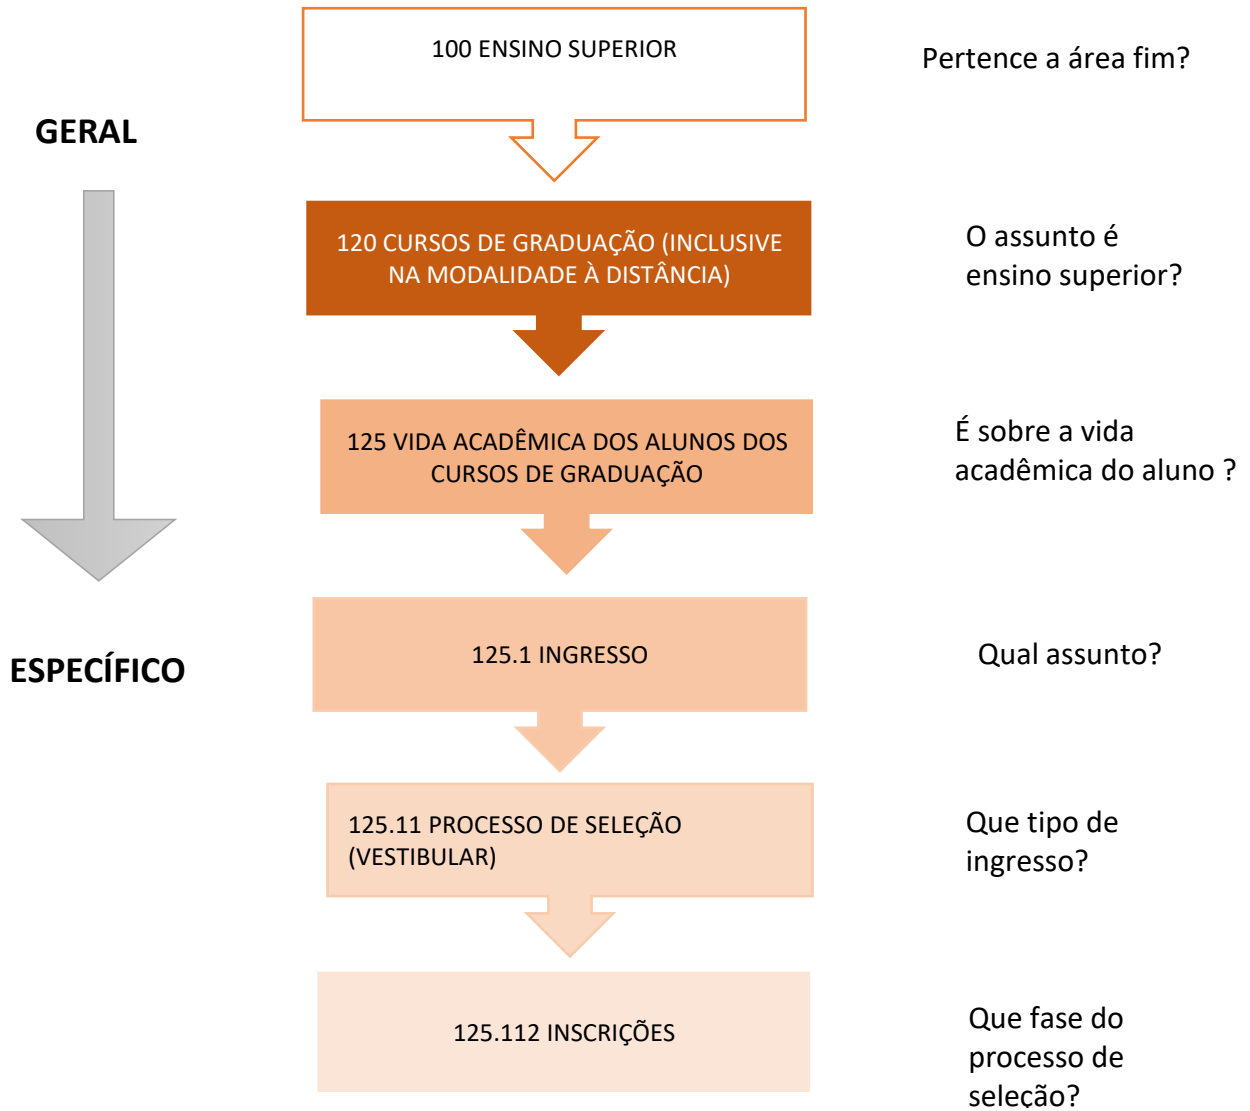 100 ENSINO SUPERIOR
Pertence a área fim?
GERAL
120 CURSOS DE GRADUAÇÃO (INCLUSIVE
NA MODALIDADE À DISTÂNCIA)
O assunto é
ensino superior?
125 VIDA ACADÊMICA DOS ALUNOS DOS
CURSOS DE GRADUAÇÃO
É sobre a vida
acadêmica do aluno ?
125.1 INGRESSO
Qual assunto?
ESPECÍFICO
125.11 PROCESSO DE SELEÇÃO
(VESTIBULAR)
Que tipo de
ingresso?
125.112 INSCRIÇÕES
Que fase do
processo de
seleção?